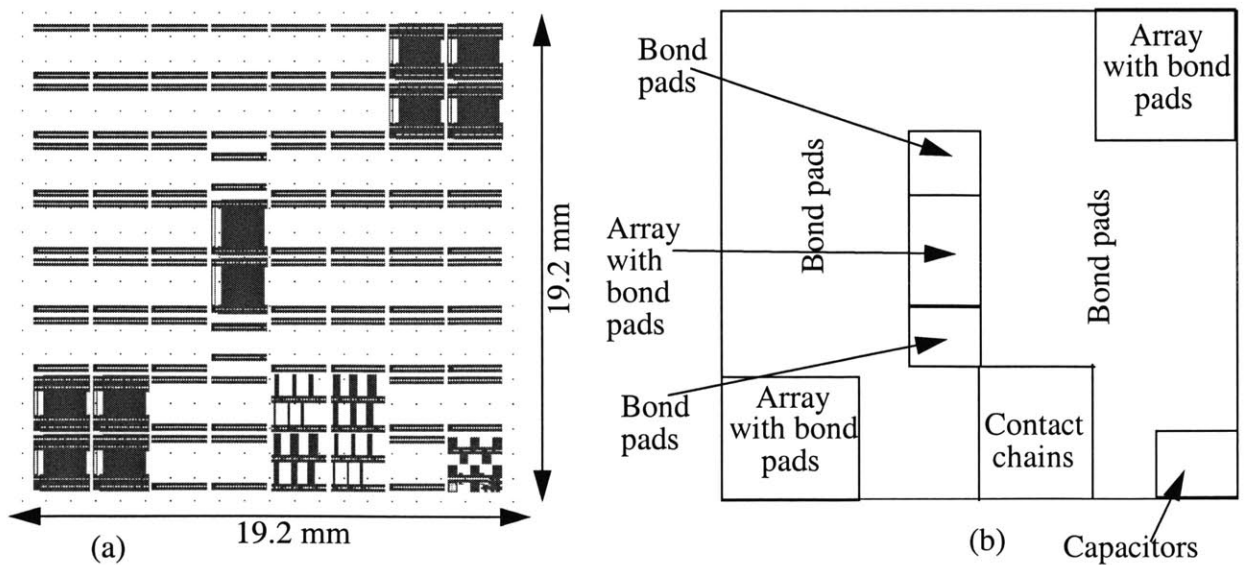 19.2 mm
19.2 mm
(a)
Bond
pads
Array
with bond
pads
Bond pads
Array
with
bond
pads
Bond pads
Bond
pads
Array
with bond
pads
Contact
chains
(b)
Capacitors